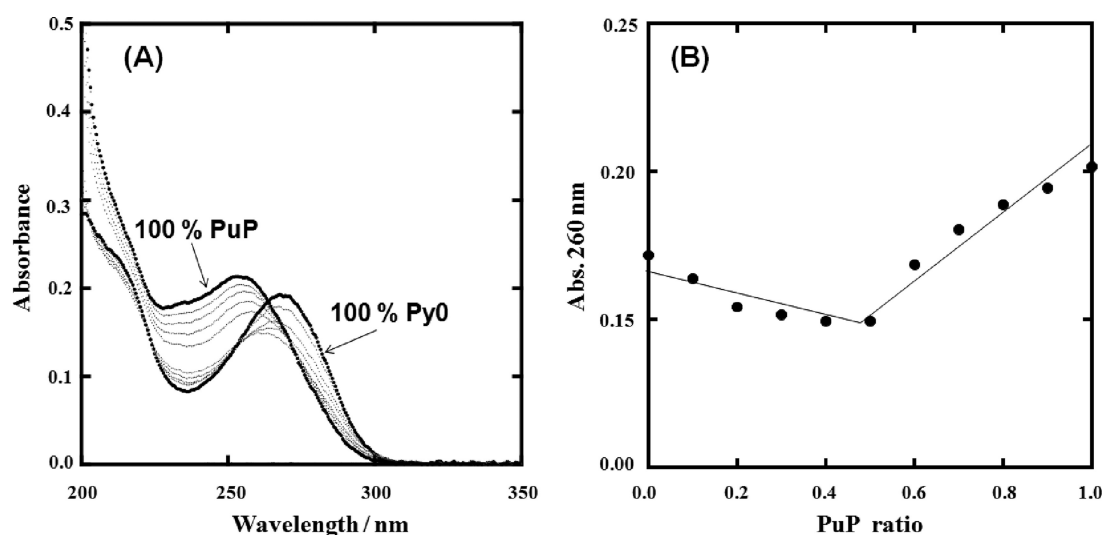 (A)
0.5
0.4
0.3
0.2
0.1
0.0
Absorbance
100 % PuP
100 % Py0
200
250
300
350
Wavelength / nm
(B)
0.25
0.20
0.15
0.00
Abs. 260 nm
0.0
0.2
0.4
0.6
0.8
1.0
PuP ratio